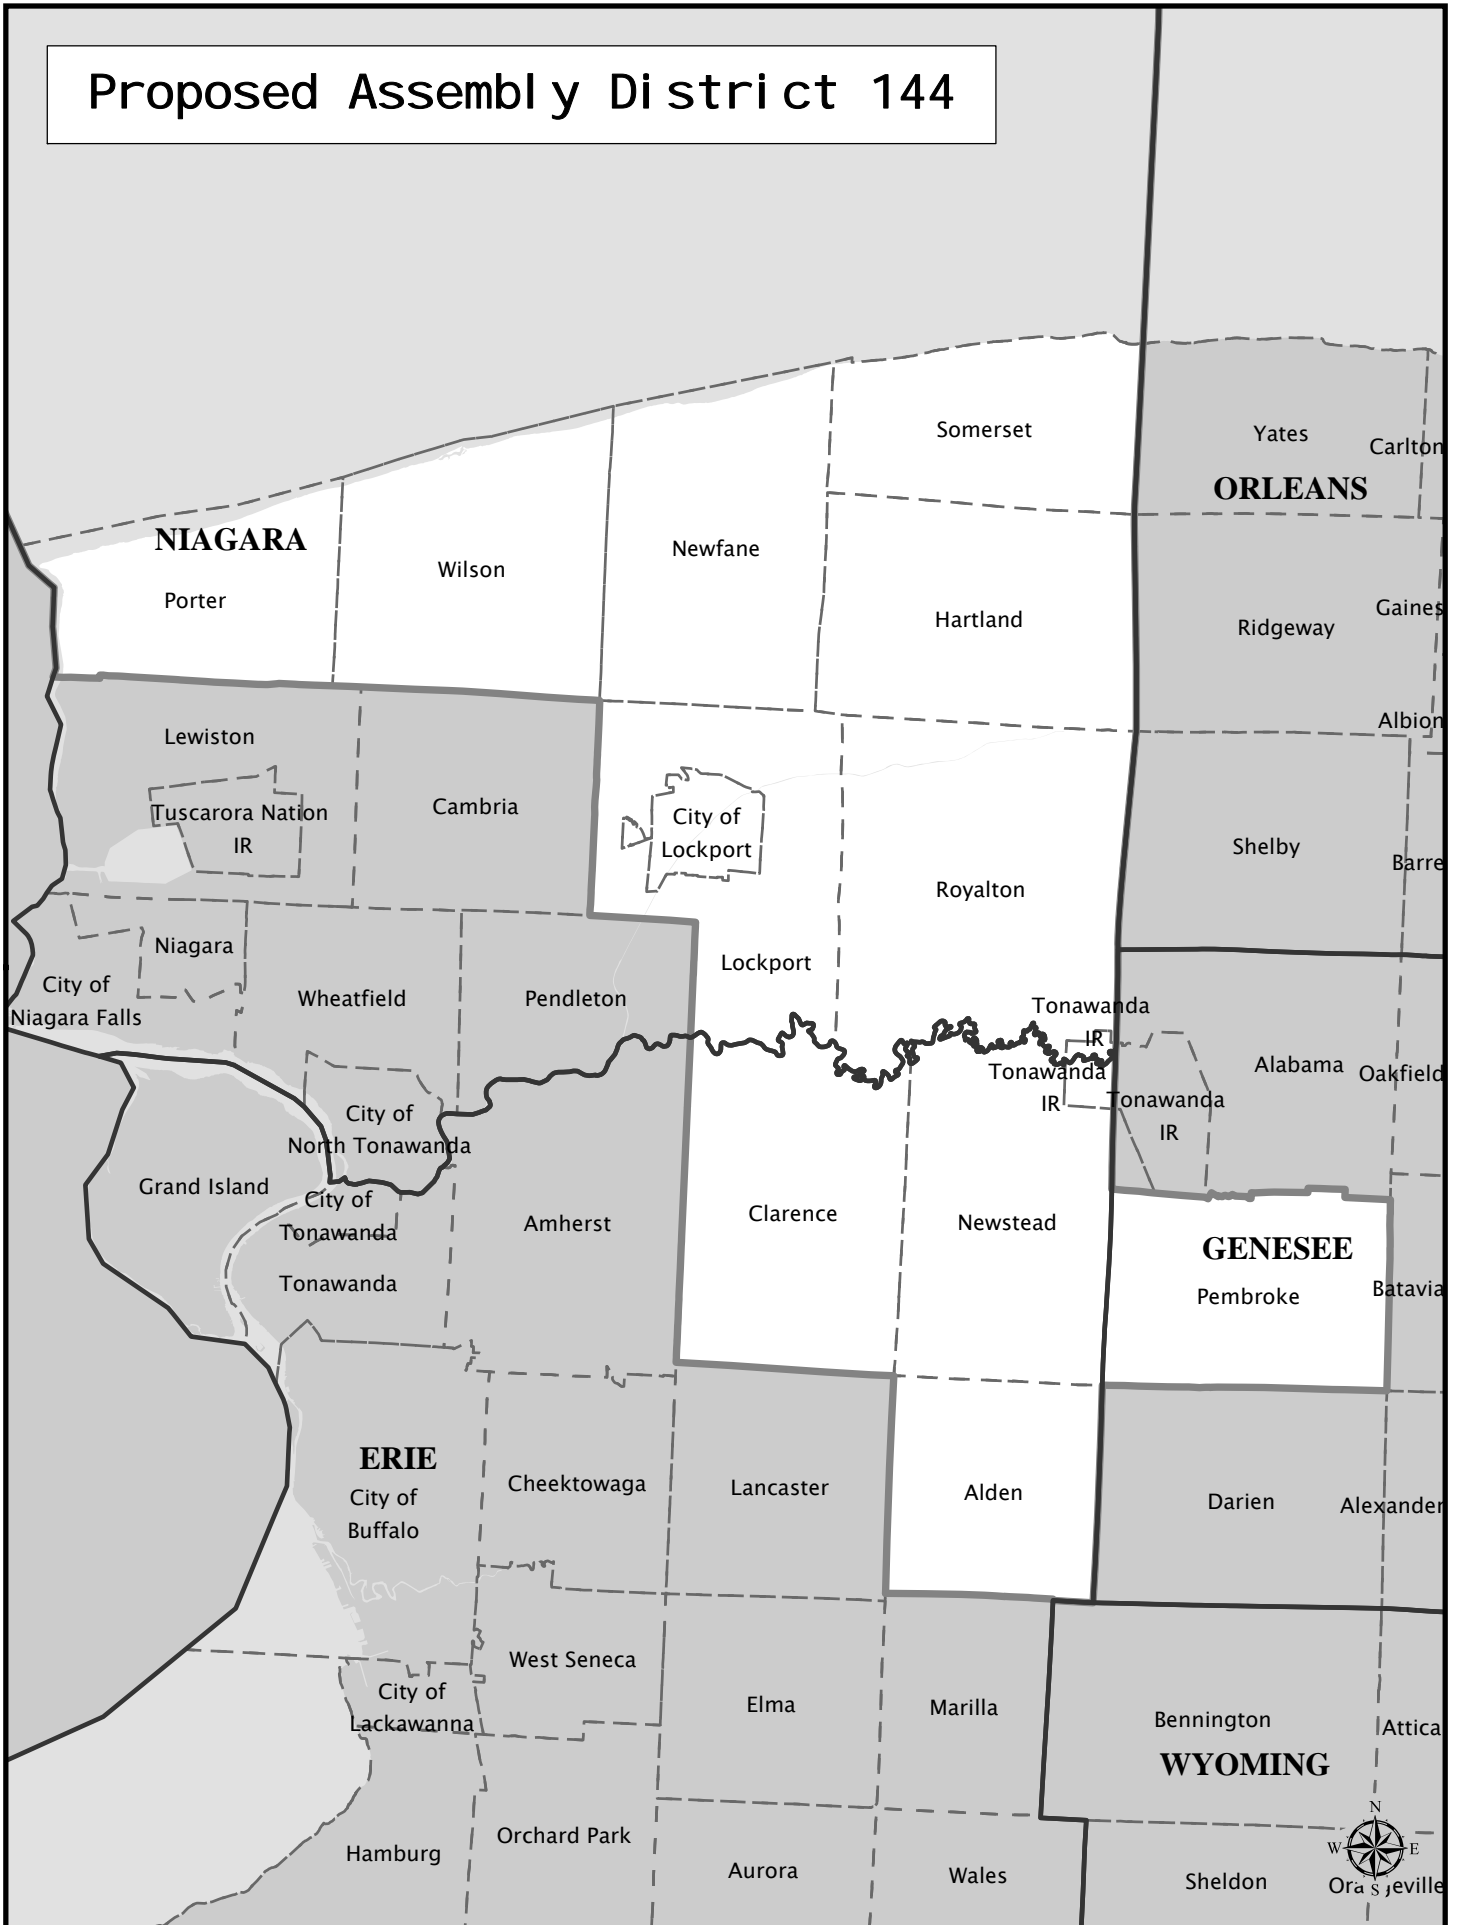 Proposed Assembly District 144
Somerset
Yates
Carlton
ORLEANS
NIAGARA
Newfane
Wilson
Porter
Hartland
Gaines
Ridgeway
Albion
Lewiston
Cambria
Tuscarora Nation
IR
City of
Lockport
Shelby
Barre
Royalton
Niagara
Lockport
City of
Niagara Falls
Wheatfield
Pendleton
Tonawanda
IR
Tonawanda
IR
Alabama
Oakfield
Tonawanda
IR
City of
North Tonawanda
Grand Island
City of
Tonawanda
Amherst
Clarence
Newstead
GENESEE
Tonawanda
Pembroke
Batavia
ERIE
City of
Buffalo
Cheektowaga
Lancaster
Alden
Darien
Alexander
West Seneca
City of
Lackawanna
Elma
Marilla
Bennington
Attica
WYOMING
N
W
E
S
Hamburg
Orchard Park
Aurora
Wales
Sheldon